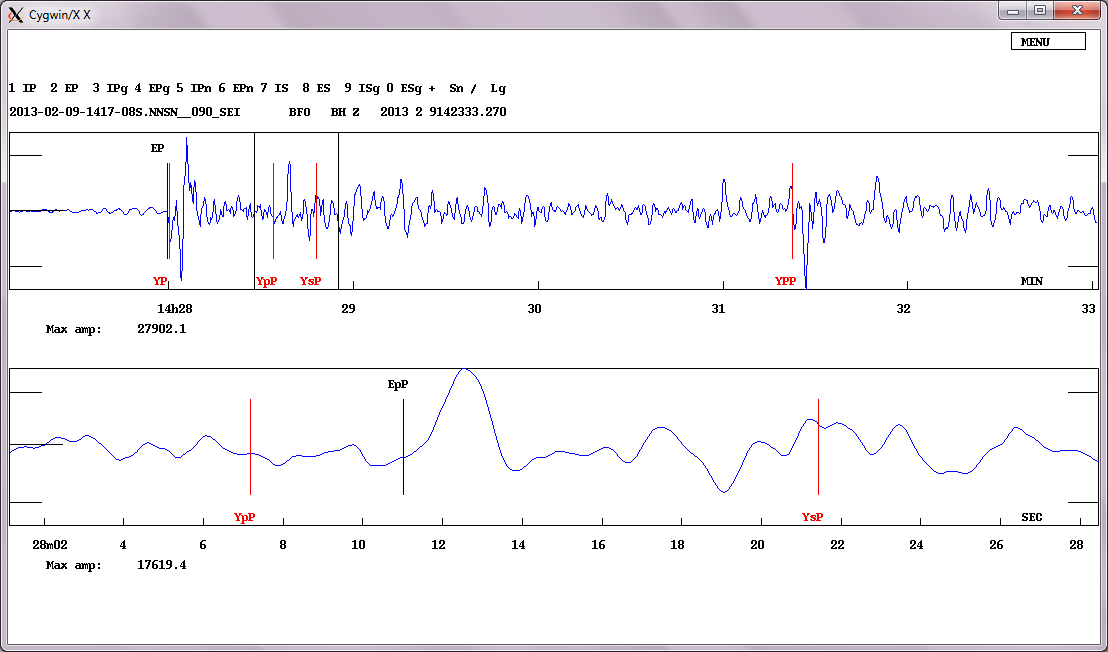 Cygwin/X X
MENU
1 IP 2 EP 3 IPg 4 EPg 5 IPn 6 EPn 7 IS 8 ES 9 ISg 0 ESg + Sn / Lg
2013-02-09-1417-08S.NNSN__090_SEI BFO BH Z 2013 2 9142333.270
EP
YP YpP YsP YPP MIN
14h28 29 30 31 32 33
Max amp: 27902.1
EpP
YpP YsP SEC
28m02 4 6 8 10 12 14 16 18 20 22 24 26 28
Max amp: 17619.4